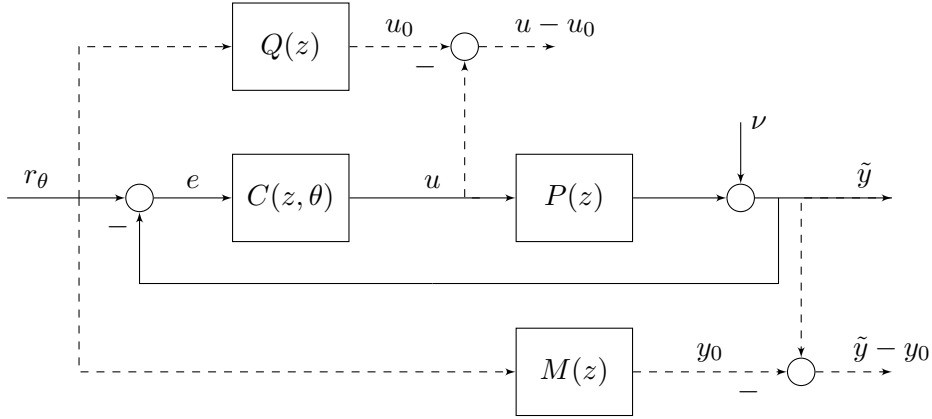 Q(z)
u₀
−
u − u₀
ν
r_θ
−
e
C(z, θ)
u
P(z)
ỹ
M(z)
y₀
−
ỹ − y₀